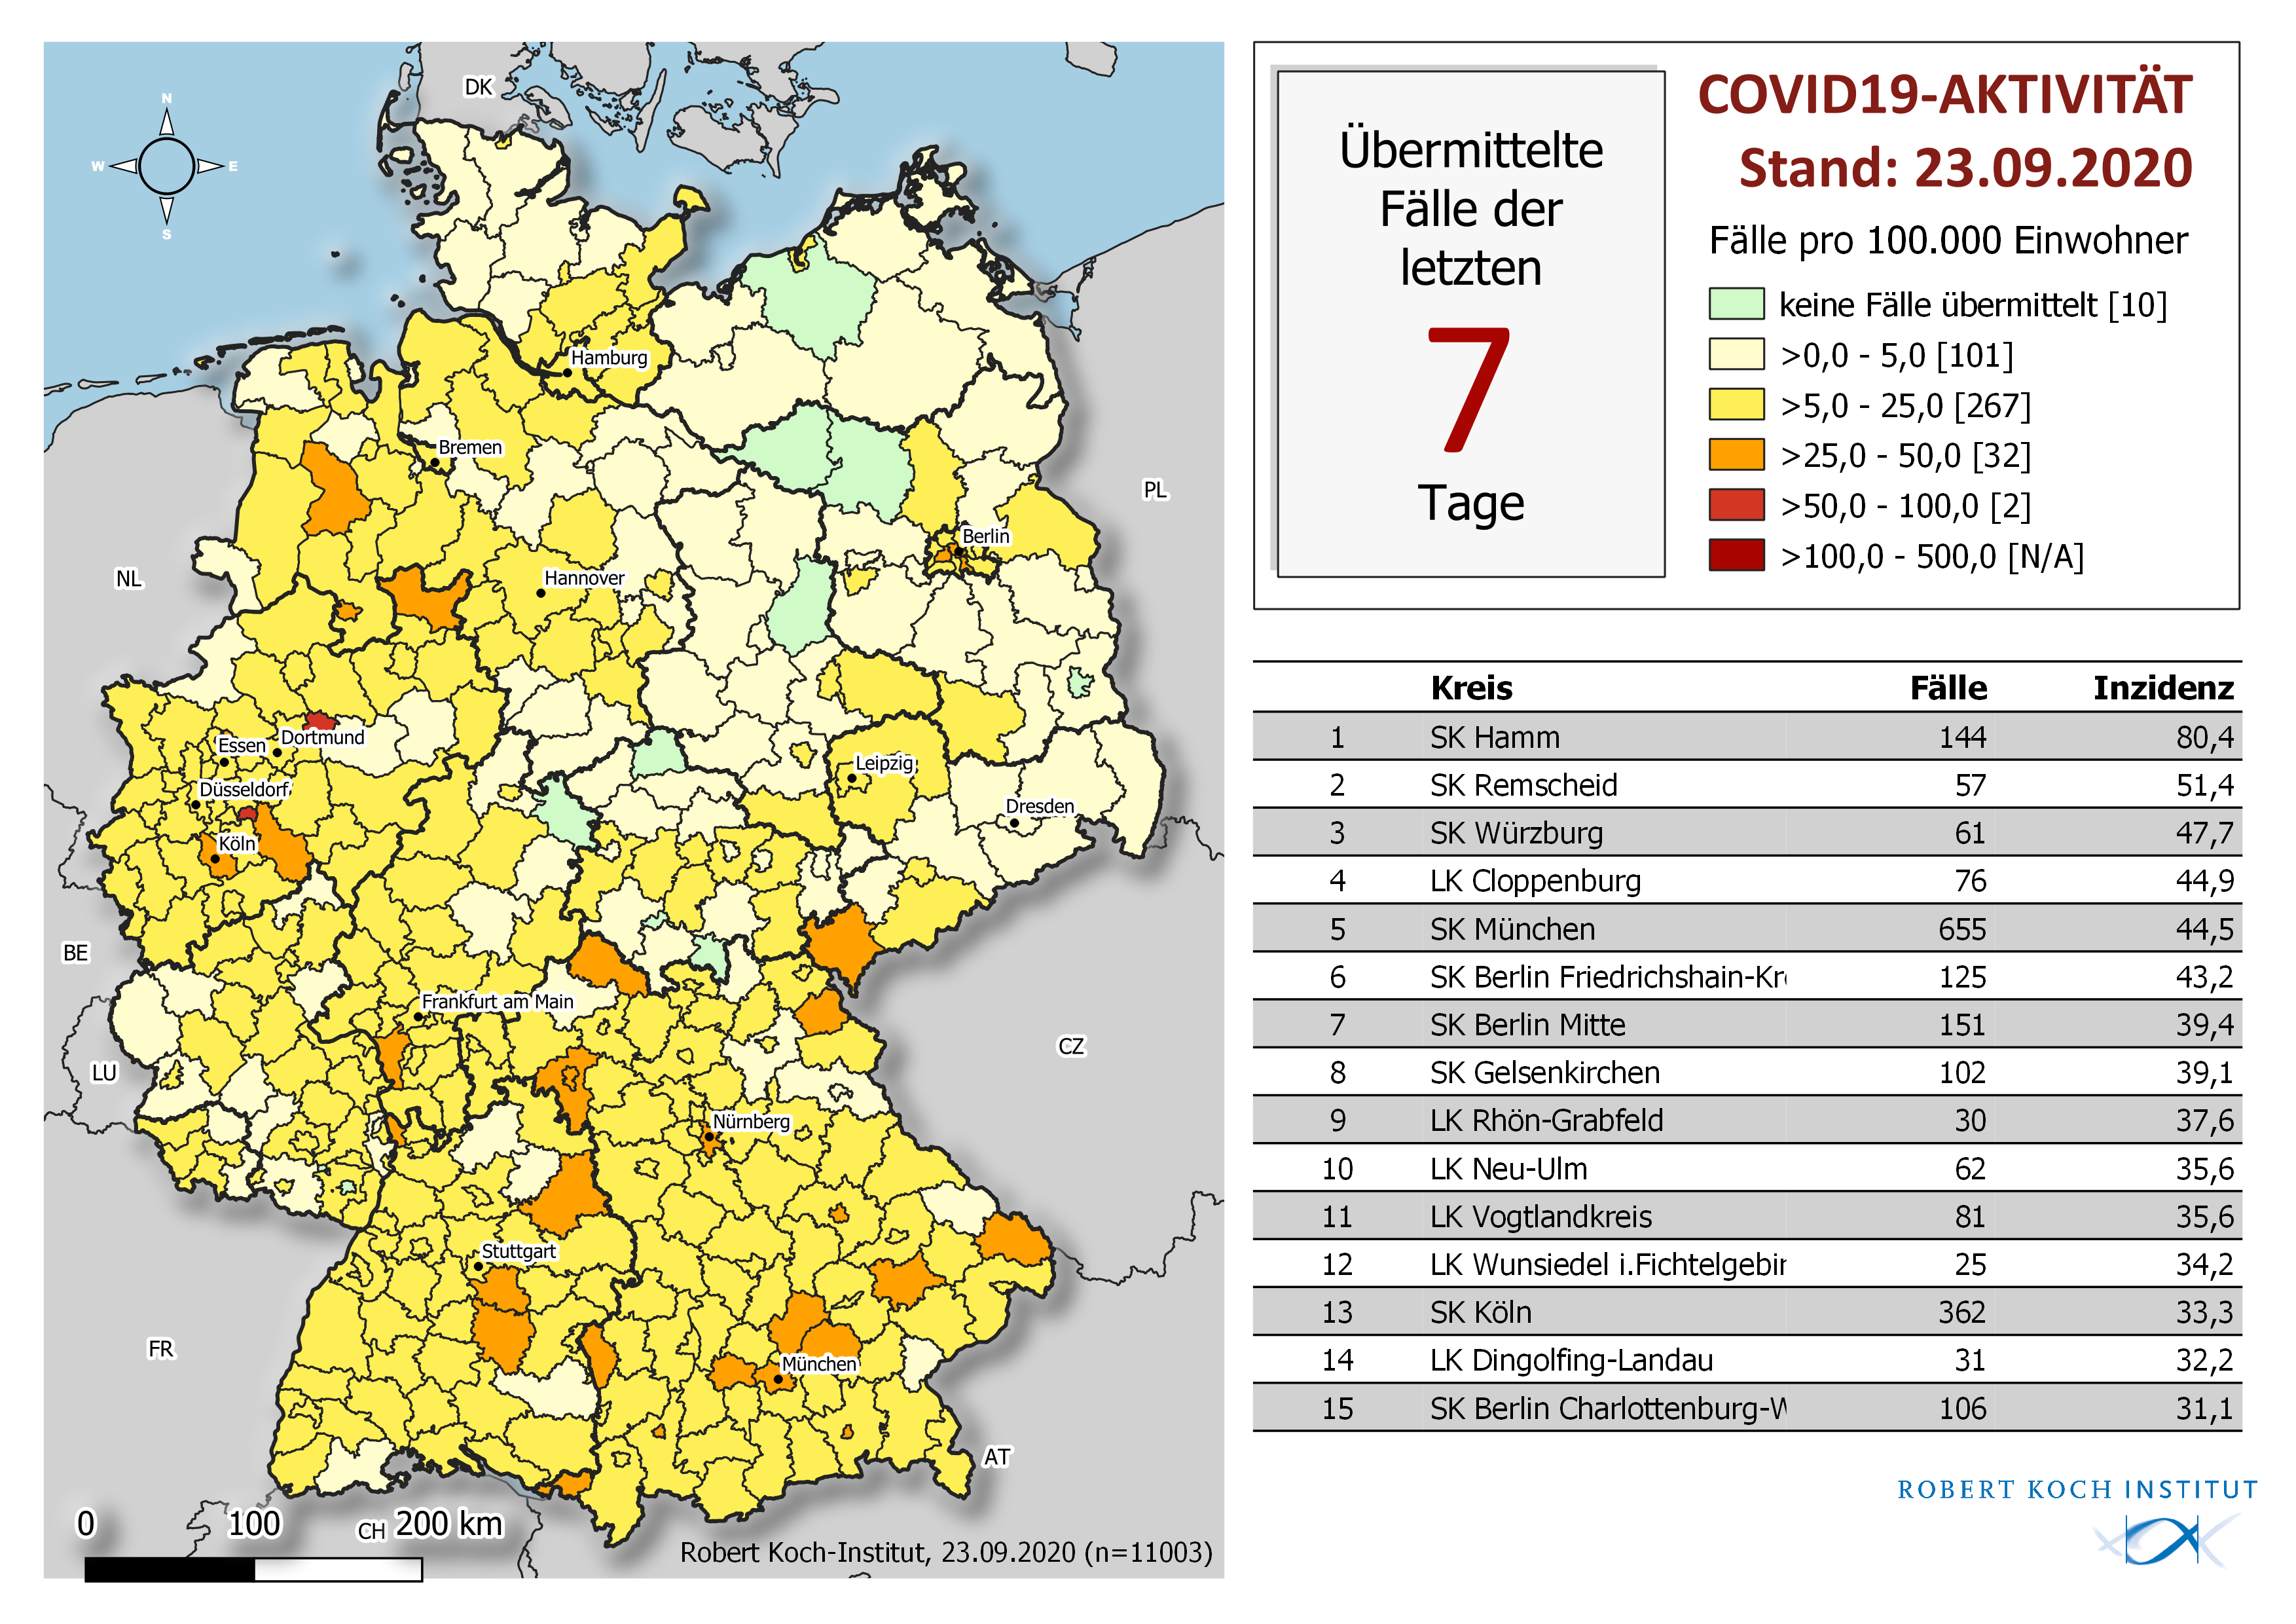 N
W
E
S
DK
PL
NL
BE
LU
CZ
FR
AT
CH
Hamburg
Bremen
Berlin
Hannover
Essen
Dortmund
Düsseldorf
Köln
Leipzig
Dresden
Frankfurt am Main
Nürnberg
Stuttgart
München
0 100 200 km
Robert Koch-Institut, 23.09.2020 (n=11003)
Übermittelte
Fälle der
letzten
7
Tage
COVID19-AKTIVITÄT
Stand: 23.09.2020
Fälle pro 100.000 Einwohner
keine Fälle übermittelt [10]
>0,0 - 5,0 [101]
>5,0 - 25,0 [267]
>25,0 - 50,0 [32]
>50,0 - 100,0 [2]
>100,0 - 500,0 [N/A]
Kreis Fälle Inzidenz
1 SK Hamm 144 80,4
2 SK Remscheid 57 51,4
3 SK Würzburg 61 47,7
4 LK Cloppenburg 76 44,9
5 SK München 655 44,5
6 SK Berlin Friedrichshain-Kre 125 43,2
7 SK Berlin Mitte 151 39,4
8 SK Gelsenkirchen 102 39,1
9 LK Rhön-Grabfeld 30 37,6
10 LK Neu-Ulm 62 35,6
11 LK Vogtlandkreis 81 35,6
12 LK Wunsiedel i.Fichtelgebir 25 34,2
13 SK Köln 362 33,3
14 LK Dingolfing-Landau 31 32,2
15 SK Berlin Charlottenburg-W 106 31,1
ROBERT KOCH INSTITUT